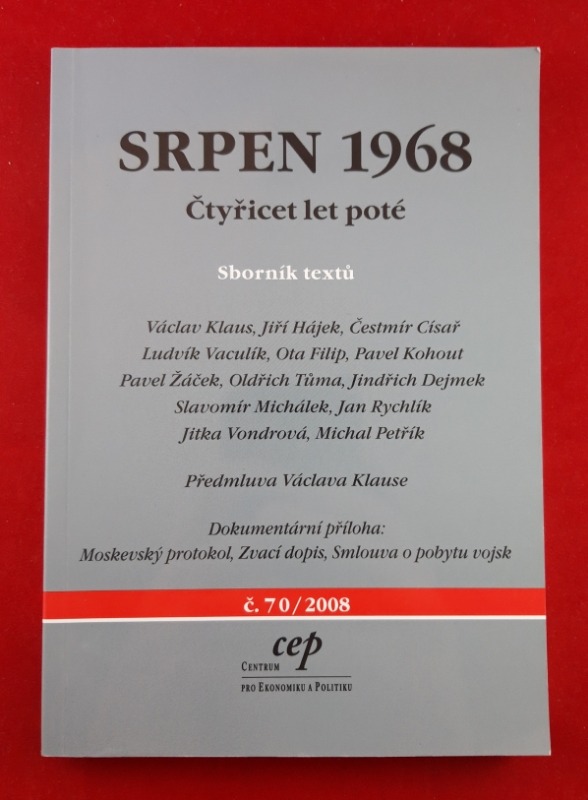 SRPEN 1968
Čtyřicet let poté
Sborník textů
Václav Klaus, Jiří Hájek, Čestmír Císař
Ludvík Vaculík, Ota Filip, Pavel Kohout
Pavel Žáček, Oldřich Tůma, Jindřich Dejmek
Slavomír Michálek, Jan Rychlík
Jitka Vondrová, Michal Petřík
Předmluva Václava Klause
Dokumentární příloha:
Moskevský protokol, Zvací dopis, Smlouva o pobytu vojsk
č. 70/2008
cep
CENTRUM
PRO EKONOMIKU A POLITIKU